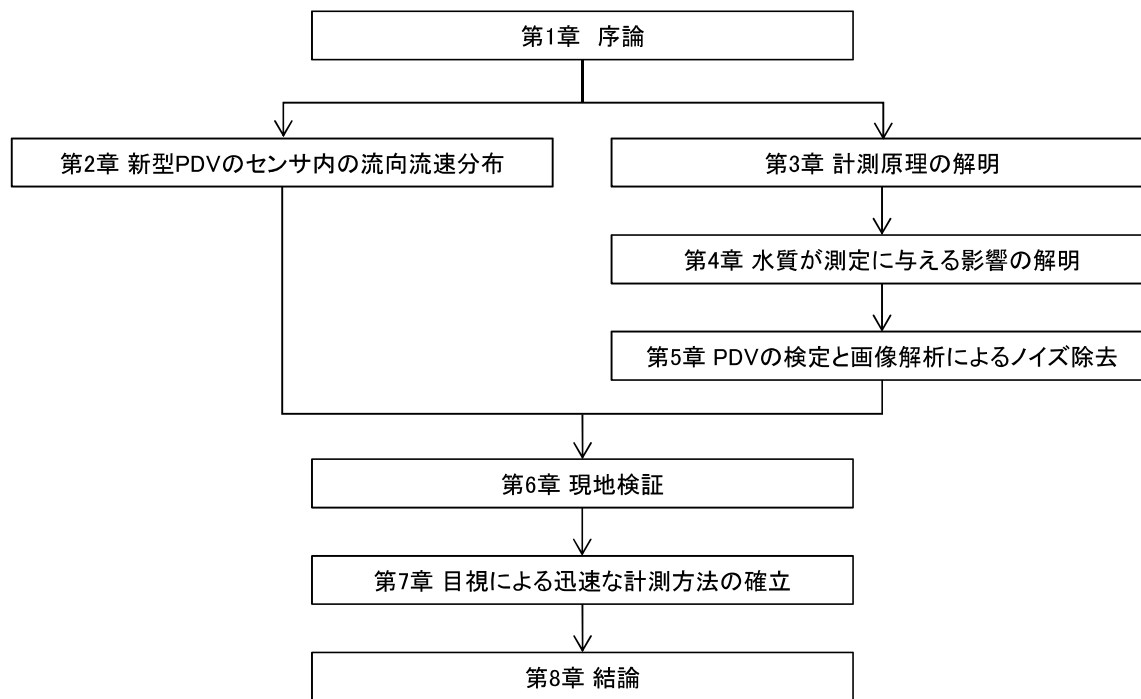 第1章　序論
第2章 新型PDVのセンサ内の流向流速分布
第3章 計測原理の解明
第4章 水質が測定に与える影響の解明
第5章 PDVの検定と画像解析によるノイズ除去
第6章 現地検証
第7章 目視による迅速な計測方法の確立
第8章 結論